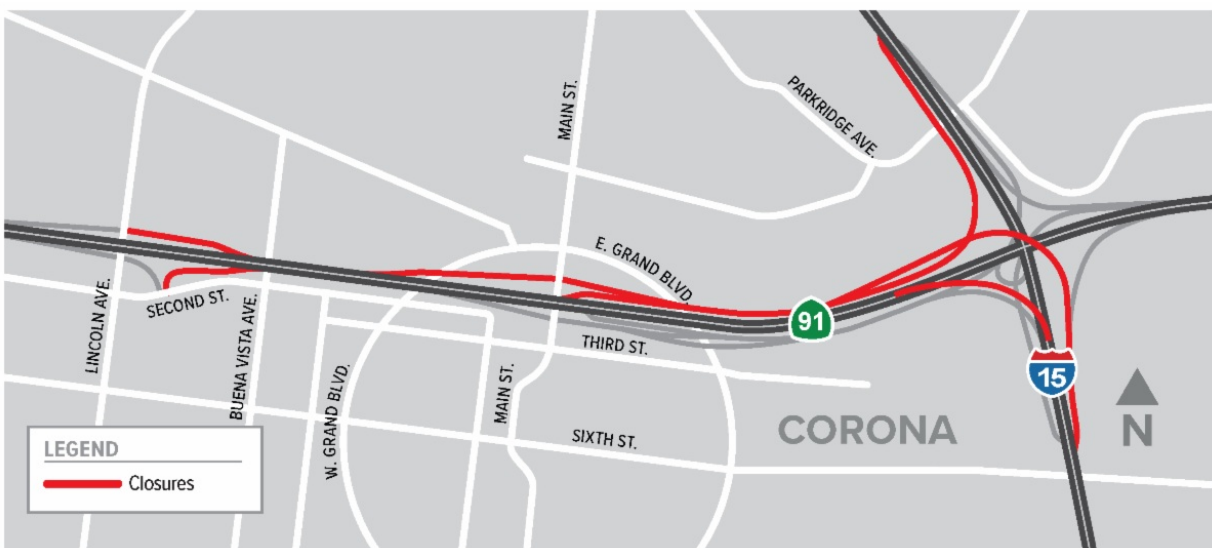 MAIN ST.
PARKRIDGE AVE.
E. GRAND BLVD.
LINCOLN AVE.
SECOND ST.
BUENA VISTA AVE.
W. GRAND BLVD.
MAIN ST.
THIRD ST.
SIXTH ST.
91
15
CORONA
N
LEGEND
Closures